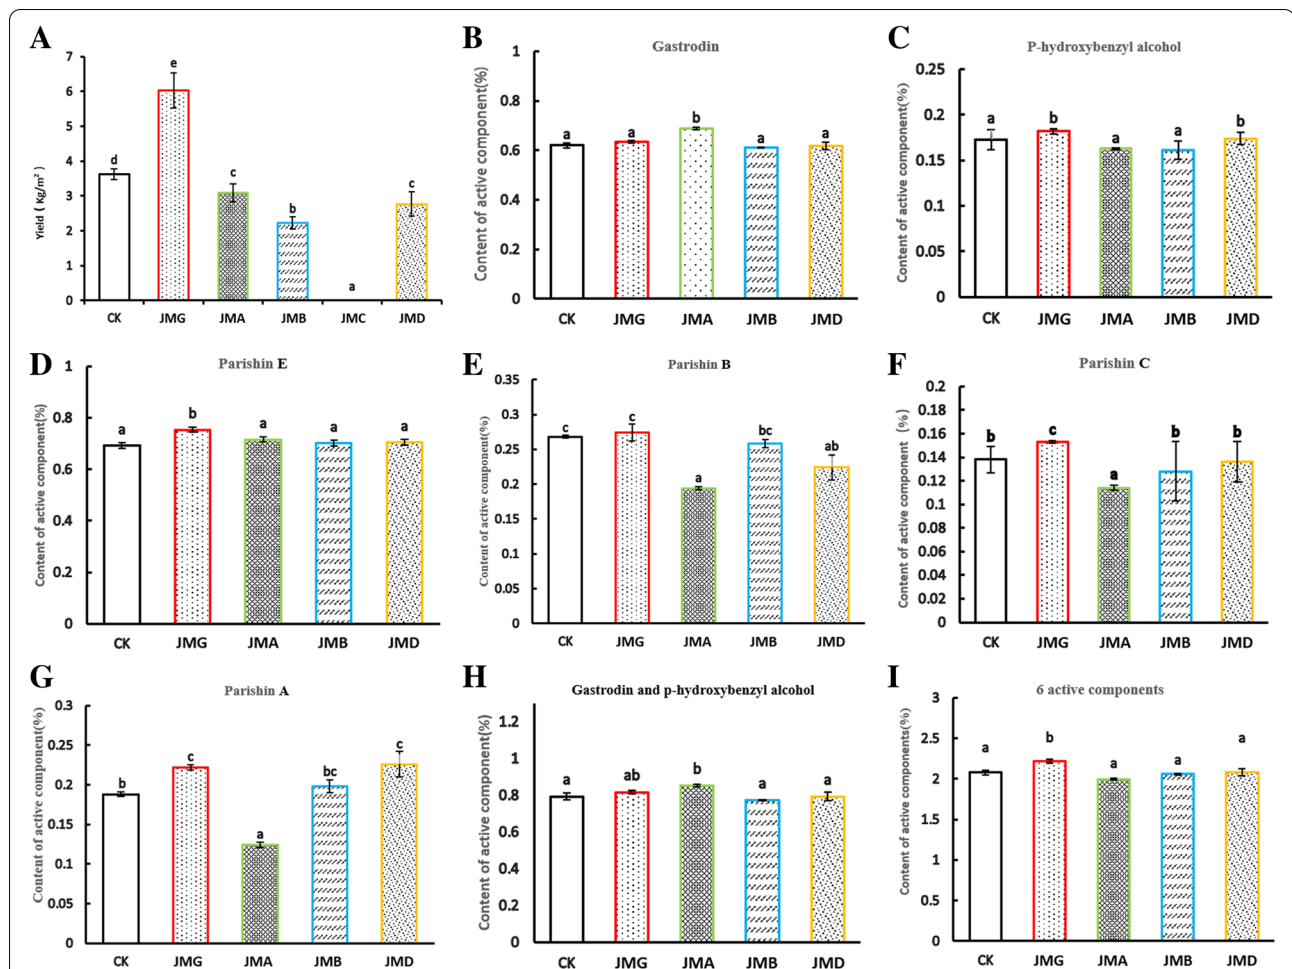 A
Yield ( Kg/m² )
7
6
5
4
3
2
1
0
d
e
c
b
a
c
CK JMG JMA JMB JMC JMD
B
Gastrodin
Content of active component(%)
1
0.8
0.6
0.4
0.2
0
a a b a a
CK JMG JMA JMB JMD
C
P-hydroxybenzyl alcohol
Content of active component(%)
0.25
0.2
0.15
0.1
0.05
0
a b a a b
CK JMG JMA JMB JMD
D
Parishin E
Content of active component(%)
1
0.8
0.6
0.4
0.2
0
a b a a a
CK JMG JMA JMB JMD
E
Parishin B
Content of active component(%)
0.35
0.3
0.25
0.2
0.15
0.1
0.05
0
c c a bc ab
CK JMG JMA JMB JMD
F
Parishin C
Content of active component (%)
0.2
0.18
0.16
0.14
0.12
0.1
0.08
0.06
0.04
0.02
0
b c a b b
CK JMG JMA JMB JMD
G
Parishin A
Content of active component(%)
0.3
0.25
0.2
0.15
0.1
0.05
0
b c a bc c
CK JMG JMA JMB JMD
H
Gastrodin and p-hydroxybenzyl alcohol
Content of active component(%)
1.2
1
0.8
0.6
0.4
0.2
0
a ab b a a
CK JMG JMA JMB JMD
I
6 active components
Content of active components(%)
3
2.5
2
1.5
1
0.5
0
a b a a a
CK JMG JMA JMB JMD